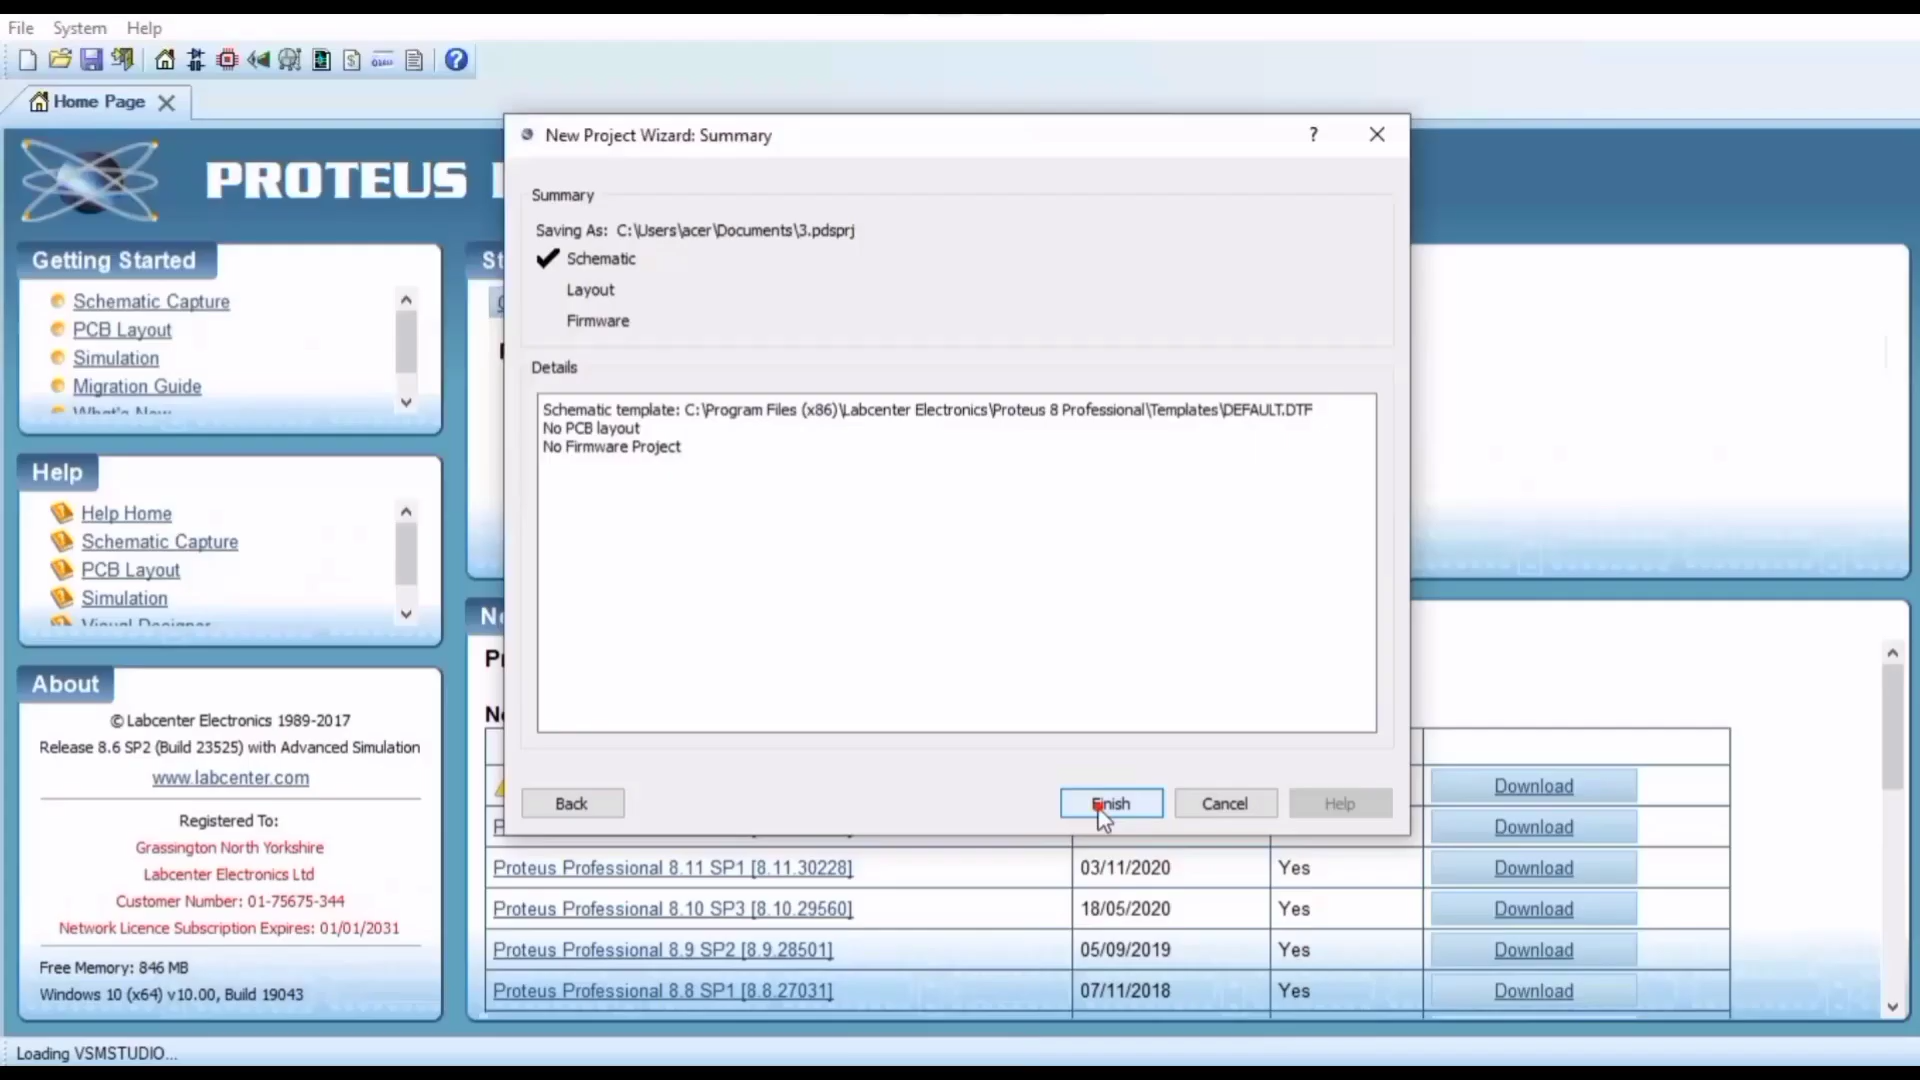 File System Help
Home Page
PROTEUS
Getting Started
Schematic Capture
PCB Layout
Simulation
Migration Guide
What's New
Help
Help Home
Schematic Capture
PCB Layout
Simulation
Visual Designer
About
© Labcenter Electronics 1989-2017
Release 8.6 SP2 (Build 23525) with Advanced Simulation
www.labcenter.com
Registered To:
Grassington North Yorkshire
Labcenter Electronics Ltd
Customer Number: 01-75675-344
Network Licence Subscription Expires: 01/01/2031
Free Memory: 846 MB
Windows 10 (x64) v10.00, Build 19043
New Project Wizard: Summary
?
Summary
Saving As: C:\Users\acer\Documents\3.pdsprj
Schematic
Layout
Firmware
Details
Schematic template: C:\Program Files (x86)\Labcenter Electronics\Proteus 8 Professional\Templates\DEFAULT.DTF
No PCB layout
No Firmware Project
Back Finish Cancel Help
Download
Download
Proteus Professional 8.11 SP1 [8.11.30228] 03/11/2020 Yes Download
Proteus Professional 8.10 SP3 [8.10.29560] 18/05/2020 Yes Download
Proteus Professional 8.9 SP2 [8.9.28501] 05/09/2019 Yes Download
Proteus Professional 8.8 SP1 [8.8.27031] 07/11/2018 Yes Download
Loading VSMSTUDIO...